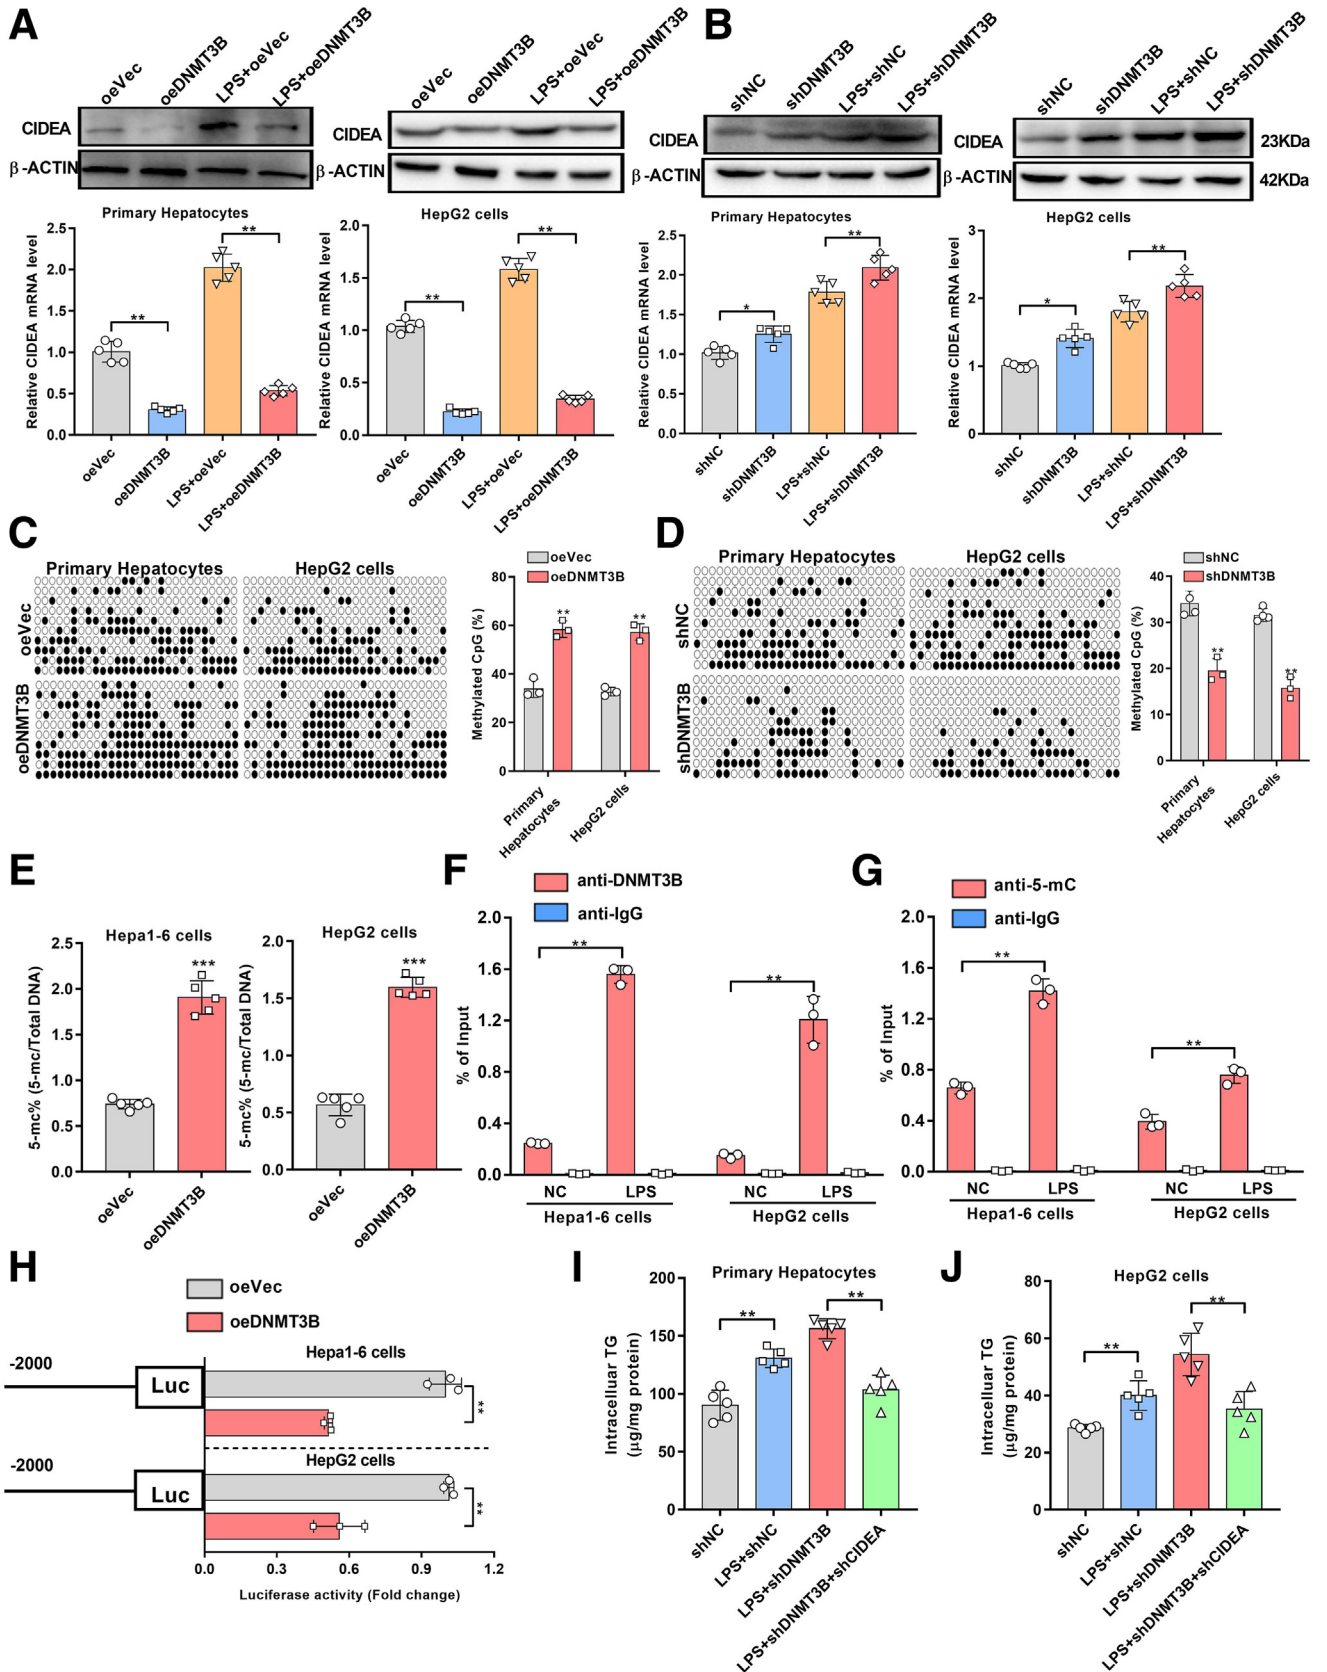 A
oeVec
oeDNMT3B
LPS+oeVec
LPS+oeDNMT3B
CIDEA
β-ACTIN
oeVec
oeDNMT3B
LPS+oeVec
LPS+oeDNMT3B
CIDEA
β-ACTIN
Primary Hepatocytes
Relative CIDEA mRNA level
2.5
2.0
1.5
1.0
0.5
0.0
**
**
oeVec
oeDNMT3B
LPS+oeVec
LPS+oeDNMT3B
HepG2 cells
Relative CIDEA mRNA level
2.0
1.5
1.0
0.5
0.0
**
**
oeVec
oeDNMT3B
LPS+oeVec
LPS+oeDNMT3B
B
shNC
shDNMT3B
LPS+shNC
LPS+shDNMT3B
CIDEA
β-ACTIN
shNC
shDNMT3B
LPS+shNC
LPS+shDNMT3B
CIDEA
23KDa
β-ACTIN
42KDa
Primary Hepatocytes
Relative CIDEA mRNA level
2.5
2.0
1.5
1.0
0.5
0.0
*
**
shNC
shDNMT3B
LPS+shNC
LPS+shDNMT3B
HepG2 cells
Relative CIDEA mRNA level
3
2
1
0
*
**
shNC
shDNMT3B
LPS+shNC
LPS+shDNMT3B
C
Primary Hepatocytes
HepG2 cells
oeVec
oeDNMT3B
oeVec
oeDNMT3B
Methylated CpG (%)
80
60
40
20
0
**
**
Primary
Hepatocytes
HepG2 cells
D
Primary Hepatocytes
HepG2 cells
shNC
shDNMT3B
shNC
shDNMT3B
Methylated CpG (%)
40
30
20
10
0
**
**
Primary
Hepatocytes
HepG2 cells
E
Hepa1-6 cells
5-mc% (5-mc/Total DNA)
2.5
2.0
1.5
1.0
0.5
0.0
***
oeVec
oeDNMT3B
HepG2 cells
5-mc% (5-mc/Total DNA)
2.0
1.5
1.0
0.5
0.0
***
oeVec
oeDNMT3B
F
anti-DNMT3B
anti-IgG
% of Input
2.0
1.6
1.2
0.8
0.4
0.0
**
**
NC
LPS
NC
LPS
Hepa1-6 cells
HepG2 cells
G
anti-5-mC
anti-IgG
% of Input
2.0
1.6
1.2
0.8
0.4
0.0
**
**
NC
LPS
NC
LPS
Hepa1-6 cells
HepG2 cells
H
oeVec
oeDNMT3B
Hepa1-6 cells
-2000
Luc
**
HepG2 cells
-2000
Luc
**
0.0
0.3
0.6
0.9
1.2
Luciferase activity (Fold change)
I
Primary Hepatocytes
Intracelluar TG
(μg/mg protein)
200
150
100
50
0
**
**
shNC
LPS+shNC
LPS+shDNMT3B
LPS+shDNMT3B+shCIDEA
J
HepG2 cells
Intracelluar TG
(μg/mg protein)
80
60
40
20
0
**
**
shNC
LPS+shNC
LPS+shDNMT3B
LPS+shDNMT3B+shCIDEA